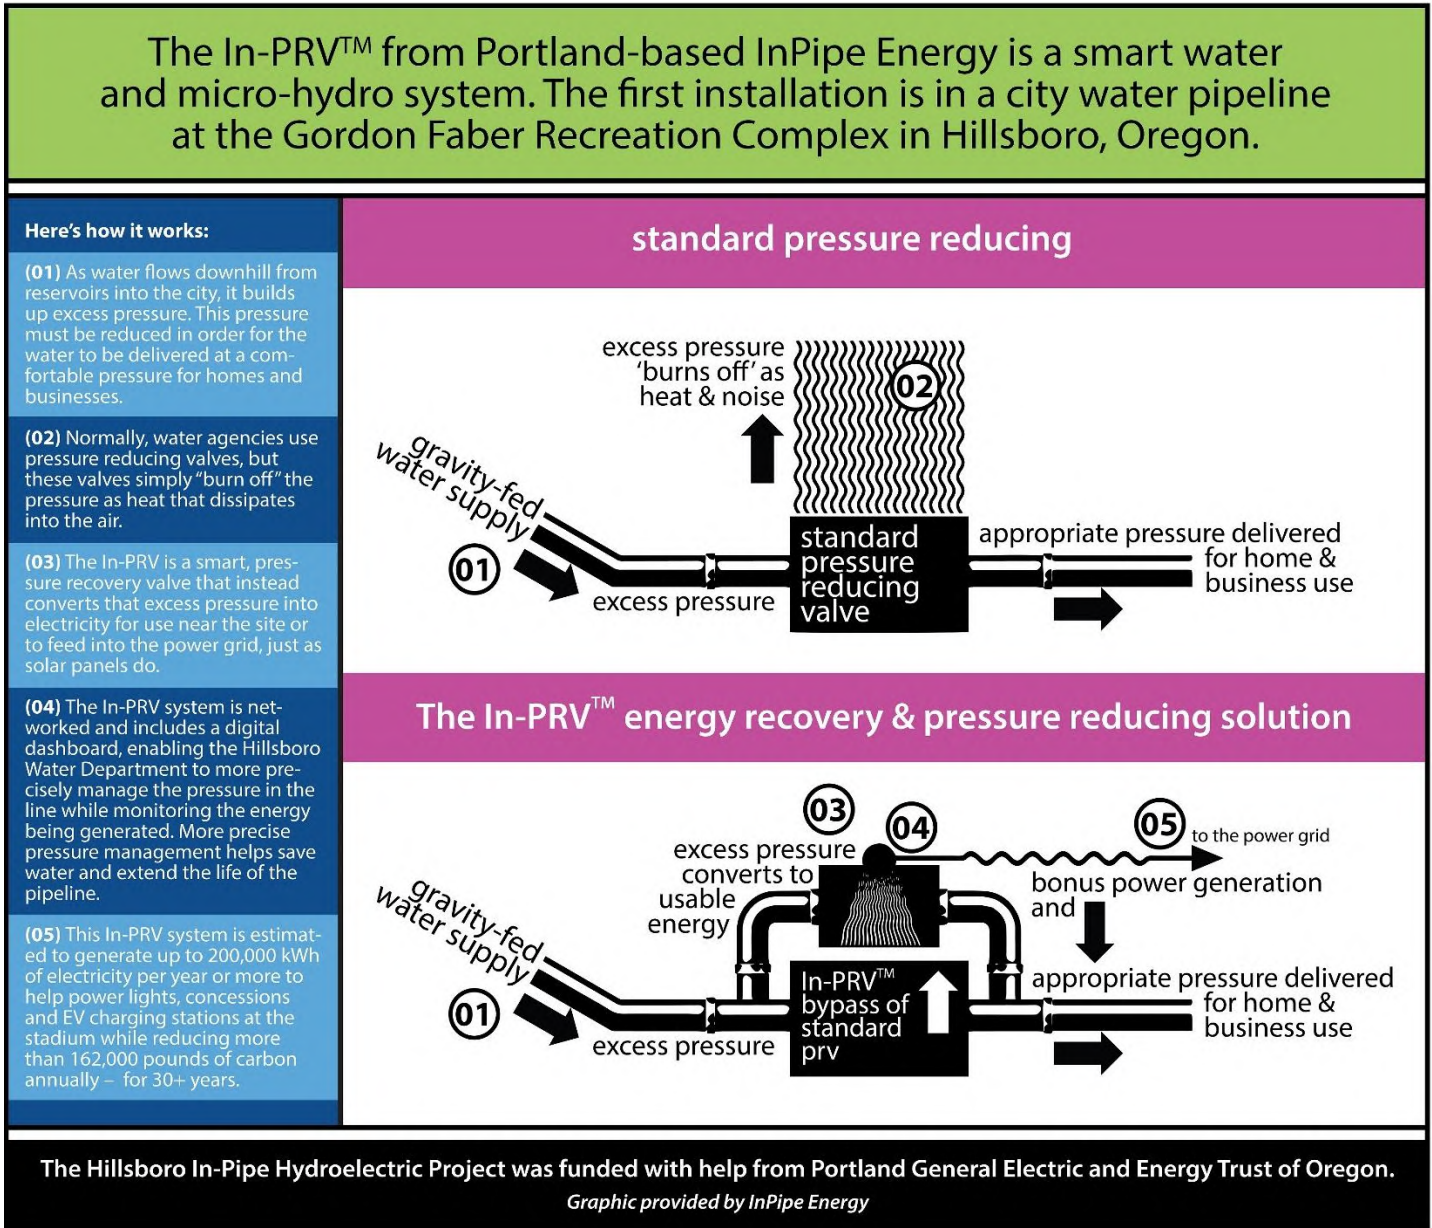 The In-PRV™ from Portland-based InPipe Energy is a smart water
and micro-hydro system. The first installation is in a city water pipeline
at the Gordon Faber Recreation Complex in Hillsboro, Oregon.
Here's how it works:
(01) As water flows downhill from
reservoirs into the city, it builds
up excess pressure. This pressure
must be reduced in order for the
water to be delivered at a com-
fortable pressure for homes and
businesses.
(02) Normally, water agencies use
pressure reducing valves, but
these valves simply "burn off" the
pressure as heat that dissipates
into the air.
(03) The In-PRV is a smart, pres-
sure recovery valve that instead
converts that excess pressure into
electricity for use near the site or
to feed into the power grid, just as
solar panels do.
(04) The In-PRV system is net-
worked and includes a digital
dashboard, enabling the Hillsboro
Water Department to more pre-
cisely manage the pressure in the
line while monitoring the energy
being generated. More precise
pressure management helps save
water and extend the life of the
pipeline.
(05) This In-PRV system is estimat-
ed to generate up to 200,000 kWh
of electricity per year or more to
help power lights, concessions
and EV charging stations at the
stadium while reducing more
than 162,000 pounds of carbon
annually – for 30+ years.
standard pressure reducing
excess pressure
'burns off' as
heat & noise
02
gravity-fed
water supply
01
excess pressure
standard
pressure
reducing
valve
appropriate pressure delivered
for home &
business use
The In-PRV™ energy recovery & pressure reducing solution
03
04
05
to the power grid
excess pressure
converts to
usable
energy
bonus power generation
and
gravity-fed
water supply
01
excess pressure
In-PRV™
bypass of
standard
prv
appropriate pressure delivered
for home &
business use
The Hillsboro In-Pipe Hydroelectric Project was funded with help from Portland General Electric and Energy Trust of Oregon.
Graphic provided by InPipe Energy